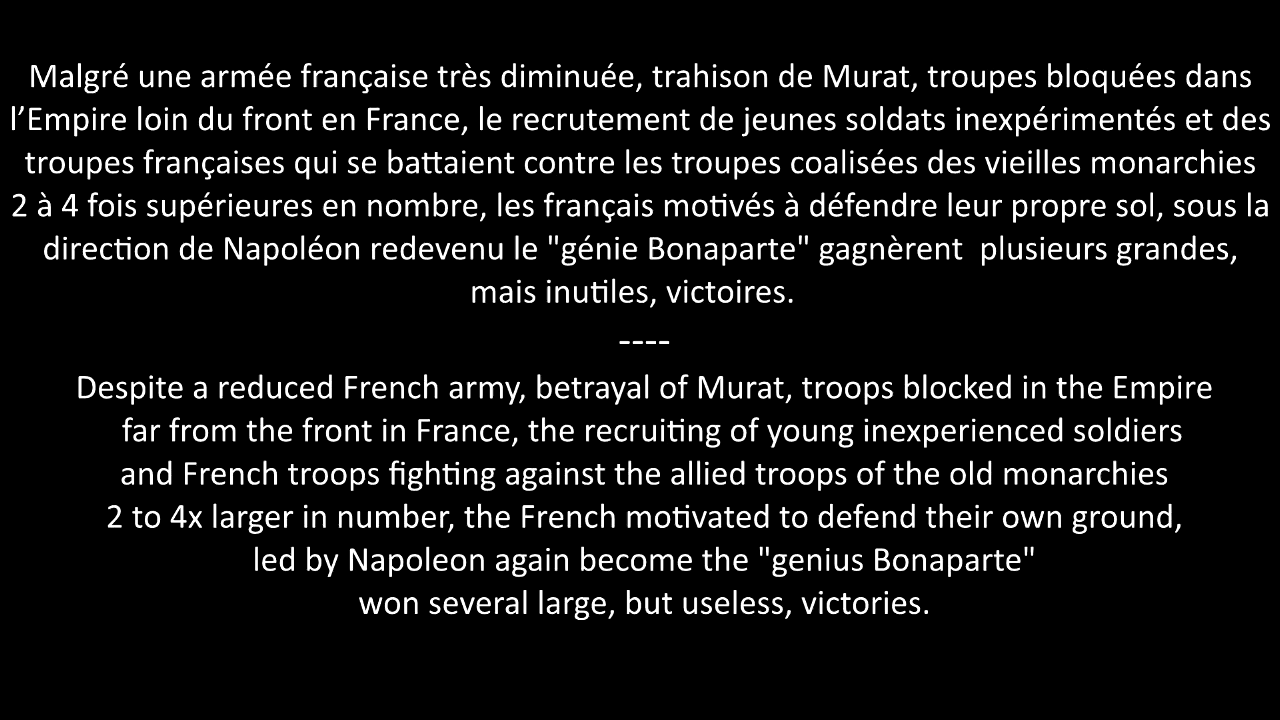 Malgré une armée française très diminuée, trahison de Murat, troupes bloquées dans
l’Empire loin du front en France, le recrutement de jeunes soldats inexpérimentés et des
troupes françaises qui se battaient contre les troupes coalisées des vieilles monarchies
2 à 4 fois supérieures en nombre, les français motivés à défendre leur propre sol, sous la
direction de Napoléon redevenu le "génie Bonaparte" gagnèrent  plusieurs grandes,
mais inutiles, victoires.
----
Despite a reduced French army, betrayal of Murat, troops blocked in the Empire
far from the front in France, the recruiting of young inexperienced soldiers
and French troops fighting against the allied troops of the old monarchies
2 to 4x larger in number, the French motivated to defend their own ground,
led by Napoleon again become the "genius Bonaparte"
won several large, but useless, victories.